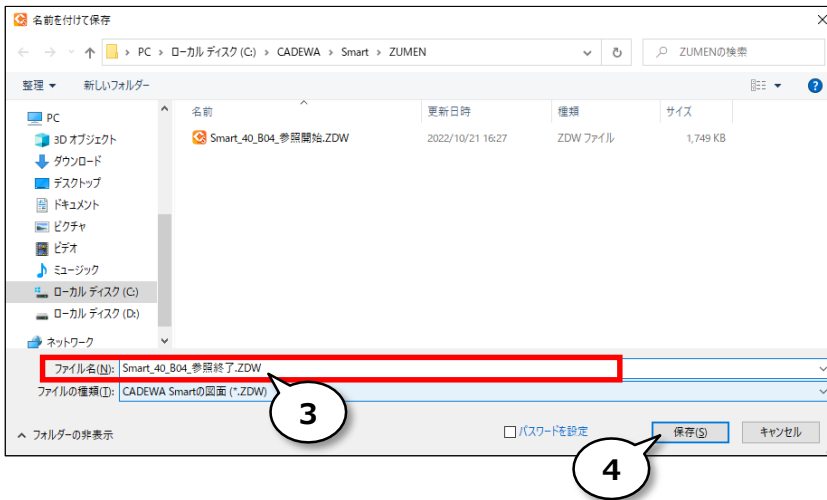 名前を付けて保存
PC › ローカル ディスク (C:) › CADEWA › Smart › ZUMEN
ZUMENの検索
整理 新しいフォルダー
名前 更新日時 種類 サイズ
Smart_40_B04_参照開始.ZDW 2022/10/21 16:27 ZDW ファイル 1,749 KB
PC
3D オブジェクト
ダウンロード
デスクトップ
ドキュメント
ピクチャ
ビデオ
ミュージック
ローカル ディスク (C:)
ローカル ディスク (D:)
ネットワーク
ファイル名(N): Smart_40_B04_参照終了.ZDW
ファイルの種類(T): CADEWA Smartの図面 (*.ZDW)
3
フォルダーの非表示 パスワードを設定 保存(S) キャンセル
4